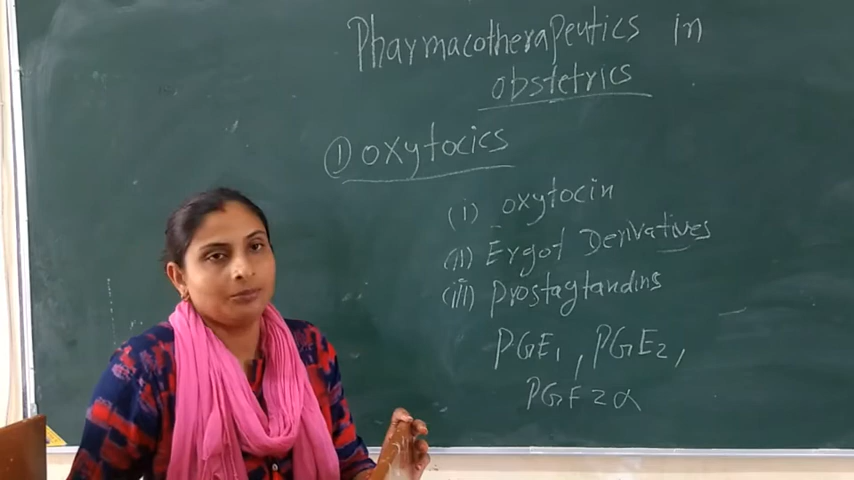 Pharmacotherapeutics in
obstetrics
① oxytocics
(i) oxytocin
(ii) Ergot Derivatives
(iii) Prostaglandins
PGE1, PGE2,
PGF2α